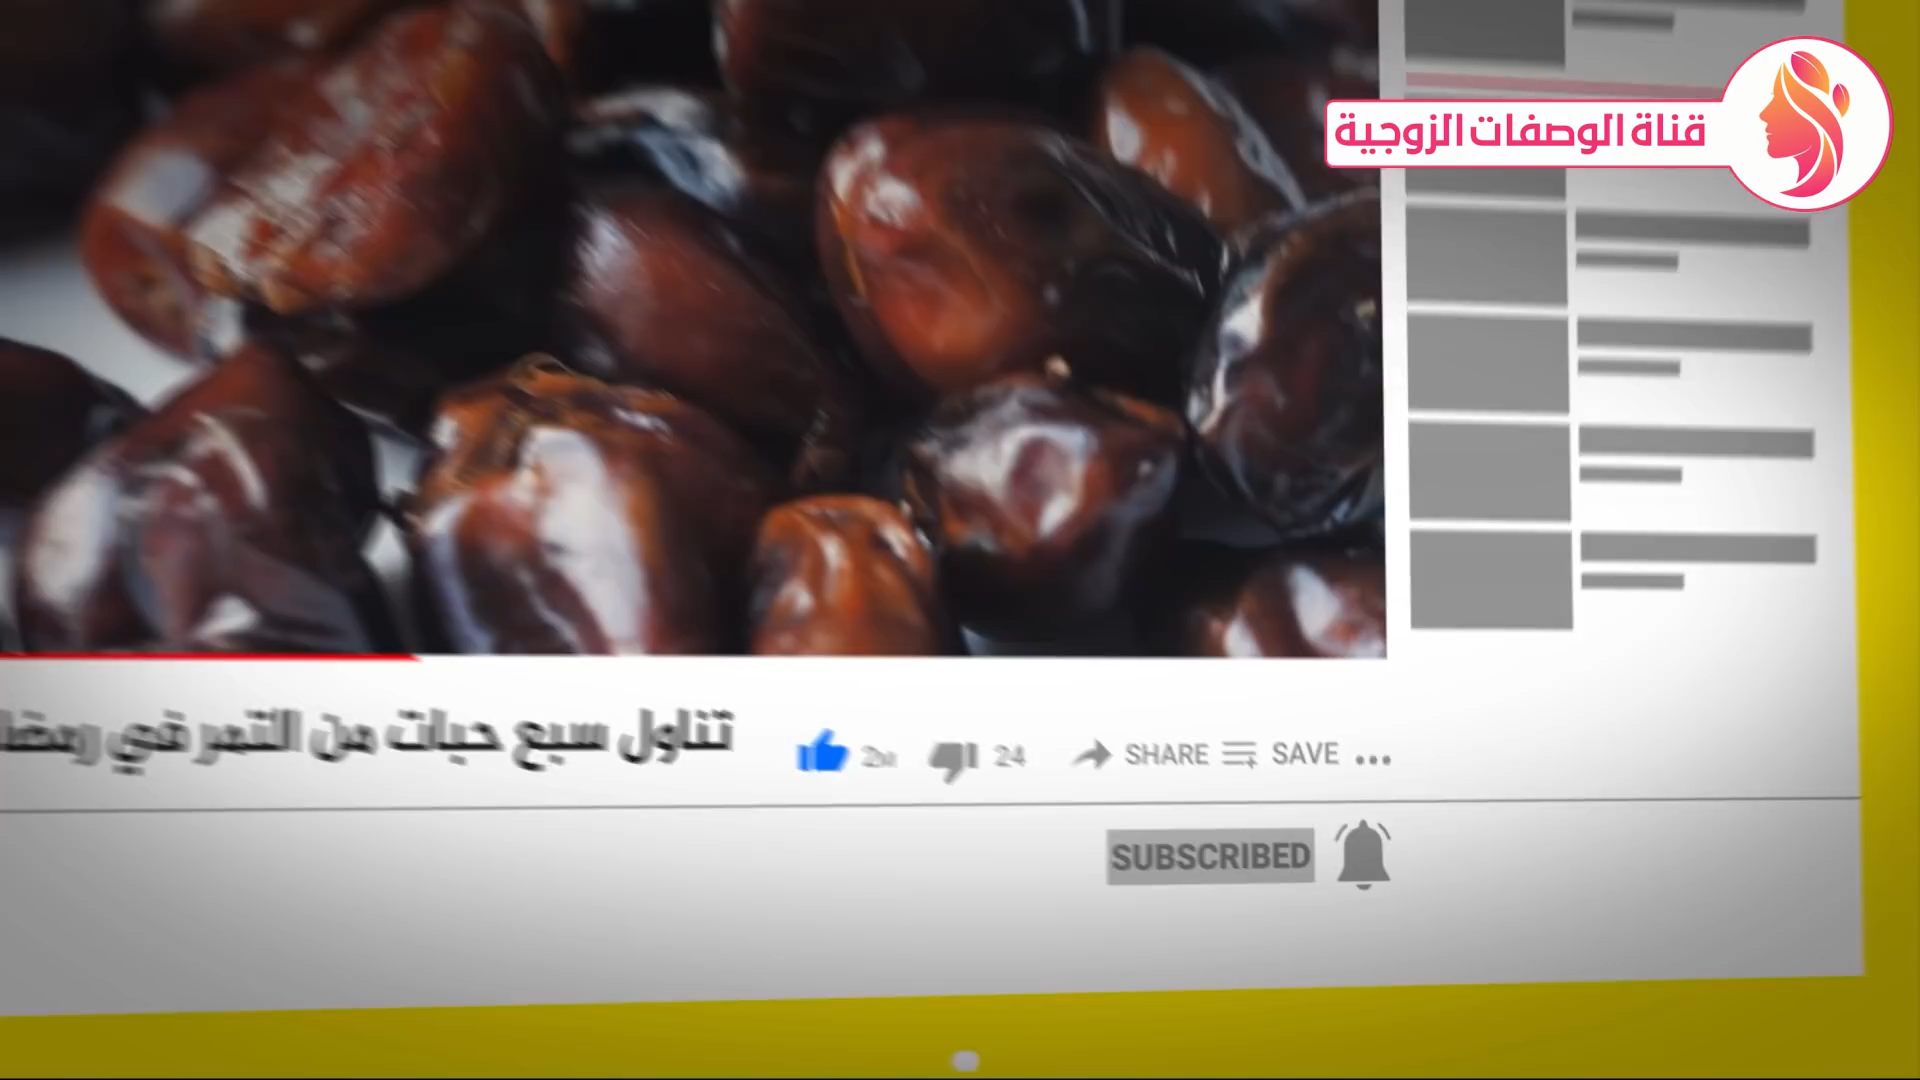 قناة الوصفات الزوجية
تناول سبع حبات من التمر في
24
SHARE
SAVE
SUBSCRIBED